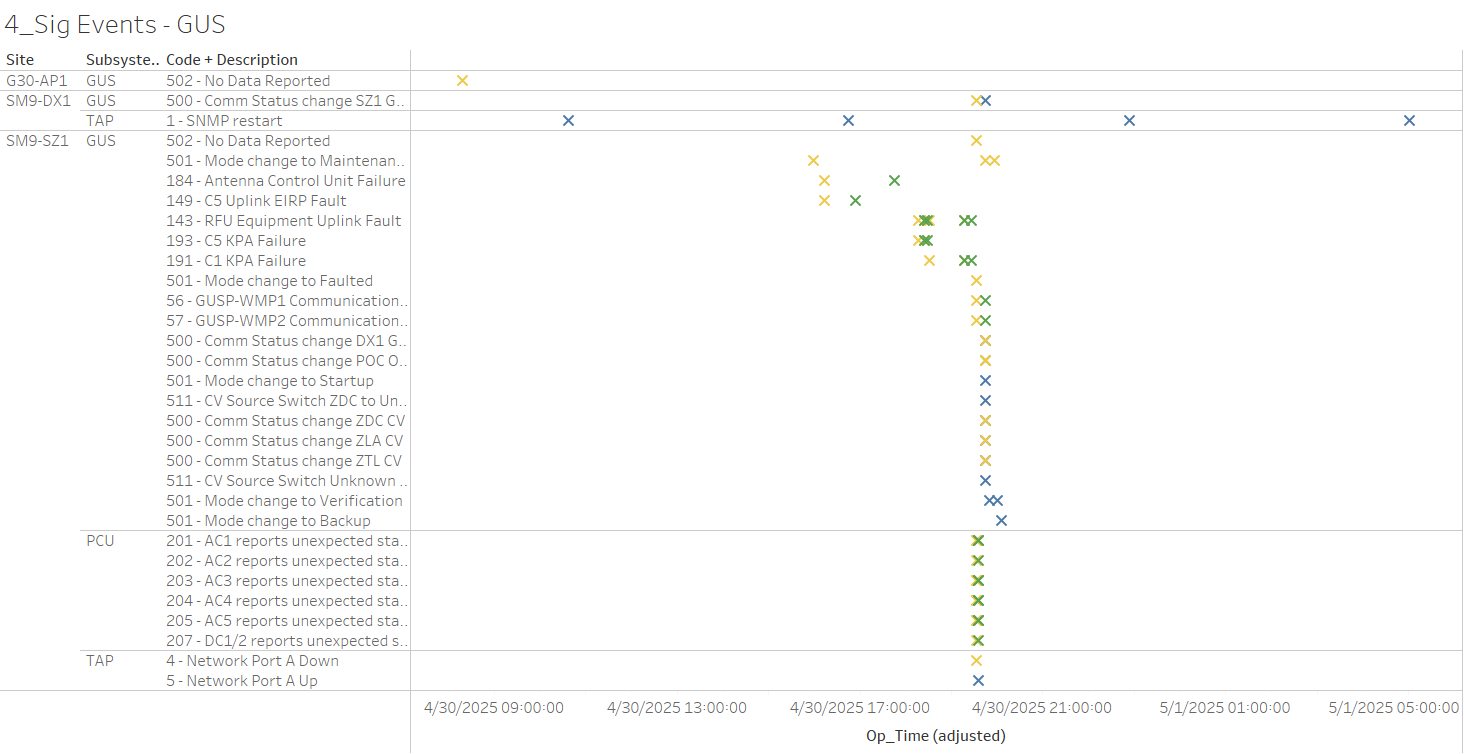 4_Sig Events - GUS
Site Subsyste.. Code + Description
G30-AP1 GUS 502 - No Data Reported
SM9-DX1 GUS 500 - Comm Status change SZ1 G..
TAP 1 - SNMP restart
SM9-SZ1 GUS 502 - No Data Reported
501 - Mode change to Maintenan..
184 - Antenna Control Unit Failure
149 - C5 Uplink EIRP Fault
143 - RFU Equipment Uplink Fault
193 - C5 KPA Failure
191 - C1 KPA Failure
501 - Mode change to Faulted
56 - GUSP-WMP1 Communication..
57 - GUSP-WMP2 Communication..
500 - Comm Status change DX1 G..
500 - Comm Status change POC O..
501 - Mode change to Startup
511 - CV Source Switch ZDC to Un..
500 - Comm Status change ZDC CV
500 - Comm Status change ZLA CV
500 - Comm Status change ZTL CV
511 - CV Source Switch Unknown ..
501 - Mode change to Verification
501 - Mode change to Backup
PCU 201 - AC1 reports unexpected sta..
202 - AC2 reports unexpected sta..
203 - AC3 reports unexpected sta..
204 - AC4 reports unexpected sta..
205 - AC5 reports unexpected sta..
207 - DC1/2 reports unexpected s..
TAP 4 - Network Port A Down
5 - Network Port A Up
4/30/2025 09:00:00 4/30/2025 13:00:00 4/30/2025 17:00:00 4/30/2025 21:00:00 5/1/2025 01:00:00 5/1/2025 05:00:00
Op_Time (adjusted)